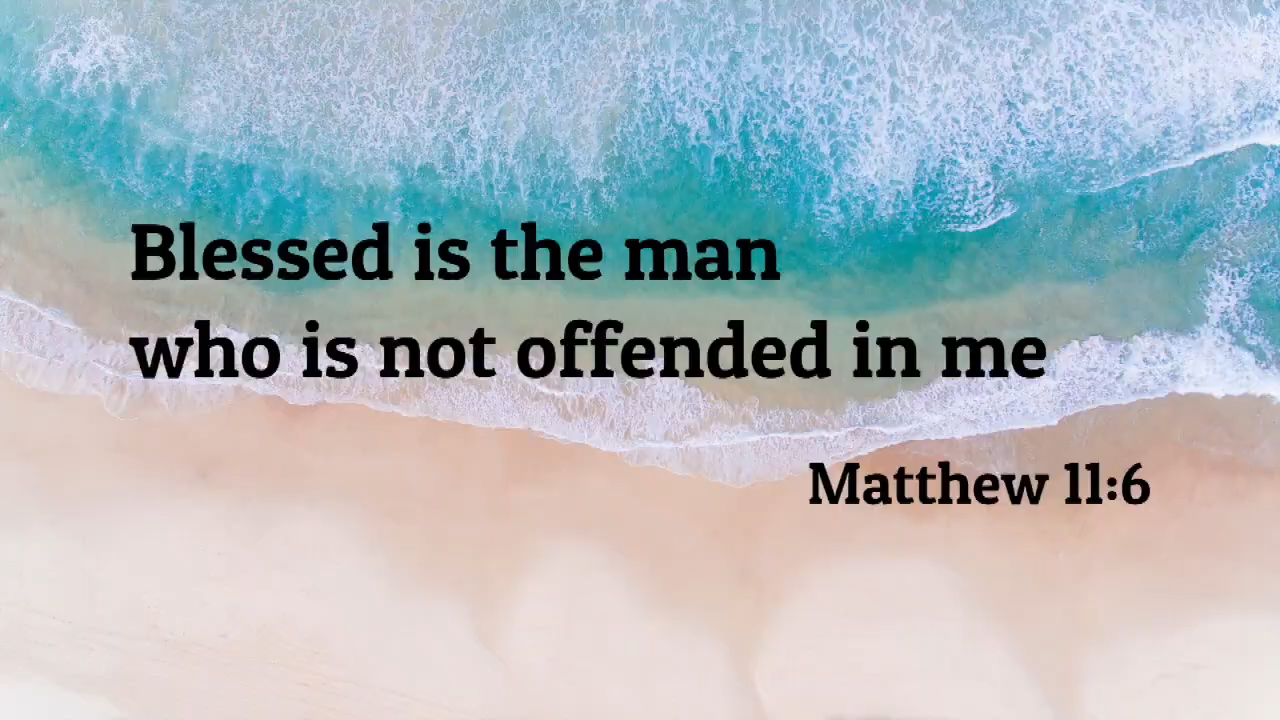 Blessed is the man
who is not offended in me
Matthew 11:6